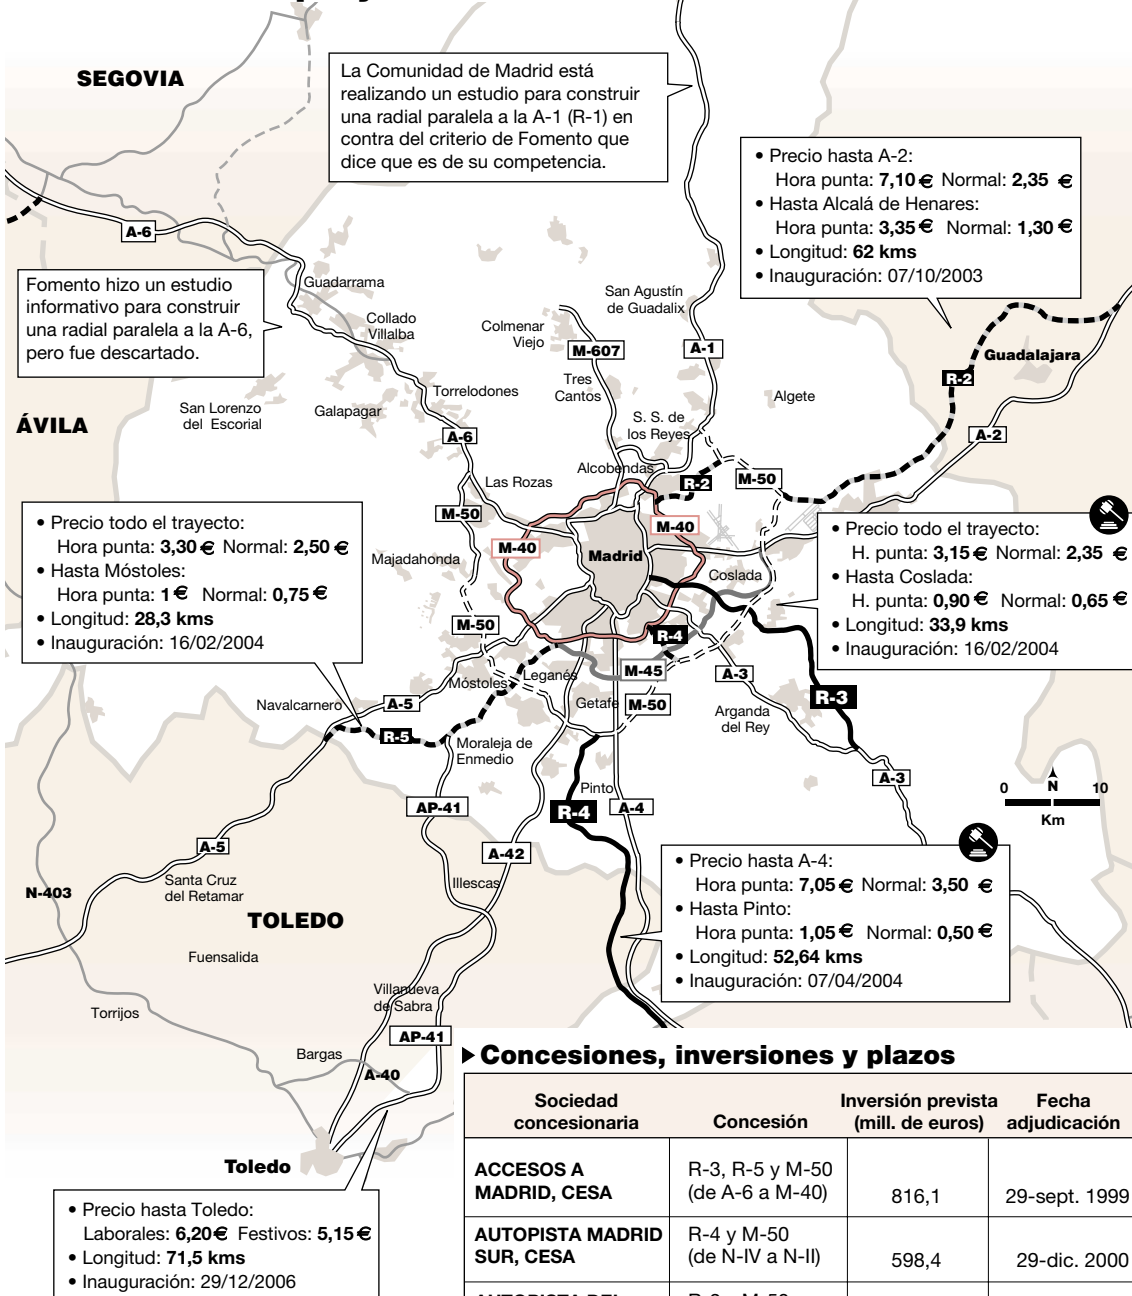 SEGOVIA
La Comunidad de Madrid está
realizando un estudio para construir
una radial paralela a la A-1 (R-1) en
contra del criterio de Fomento que
dice que es de su competencia.
• Precio hasta A-2:
Hora punta: 7,10 € Normal: 2,35 €
• Hasta Alcalá de Henares:
Hora punta: 3,35 € Normal: 1,30 €
• Longitud: 62 kms
• Inauguración: 07/10/2003
A-6
Fomento hizo un estudio
informativo para construir
una radial paralela a la A-6,
pero fue descartado.
Guadarrama
Collado
Villalba
San Agustín
de Guadalix
Colmenar
Viejo
M-607
A-1
Guadalajara
R-2
Tres
Cantos
Torrelodones
Algete
San Lorenzo
del Escorial
Galapagar
S. S. de
los Reyes
ÁVILA
A-6
A-2
Alcobendas
Las Rozas
R-2
M-50
M-50
M-40
M-40
Madrid
Majadahonda
Coslada
• Precio todo el trayecto:
Hora punta: 3,30 € Normal: 2,50 €
• Hasta Móstoles:
Hora punta: 1 € Normal: 0,75 €
• Longitud: 28,3 kms
• Inauguración: 16/02/2004
• Precio todo el trayecto:
H. punta: 3,15 € Normal: 2,35 €
• Hasta Coslada:
H. punta: 0,90 € Normal: 0,65 €
• Longitud: 33,9 kms
• Inauguración: 16/02/2004
M-50
R-4
M-45
A-3
Móstoles
Leganés
Navalcarnero
A-5
Getafe
M-50
R-3
Arganda
del Rey
R-5
Moraleja de
Enmedio
A-3
0 N 10
Km
Pinto
AP-41
R-4
A-4
A-5
A-42
N-403
Santa Cruz
del Retamar
Illescas
TOLEDO
• Precio hasta A-4:
Hora punta: 7,05 € Normal: 3,50 €
• Hasta Pinto:
Hora punta: 1,05 € Normal: 0,50 €
• Longitud: 52,64 kms
• Inauguración: 07/04/2004
Fuensalida
Villanueva
de Sabra
Torrijos
AP-41
Bargas
A-40
Toledo
• Precio hasta Toledo:
Laborales: 6,20 € Festivos: 5,15 €
• Longitud: 71,5 kms
• Inauguración: 29/12/2006
Concesiones, inversiones y plazos
Sociedad
concesionaria
Concesión
Inversión prevista
(mill. de euros)
Fecha
adjudicación
ACCESOS A
MADRID, CESA
R-3, R-5 y M-50
(de A-6 a M-40)
816,1
29-sept. 1999
AUTOPISTA MADRID
SUR, CESA
R-4 y M-50
(de N-IV a N-II)
598,4
29-dic. 2000